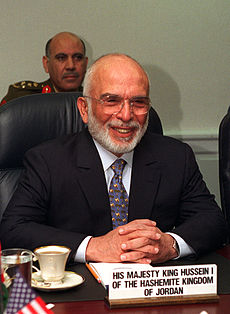 HIS MAJESTY KING HUSSEIN I
OF THE HASHEMITE KINGDOM
OF JORDAN